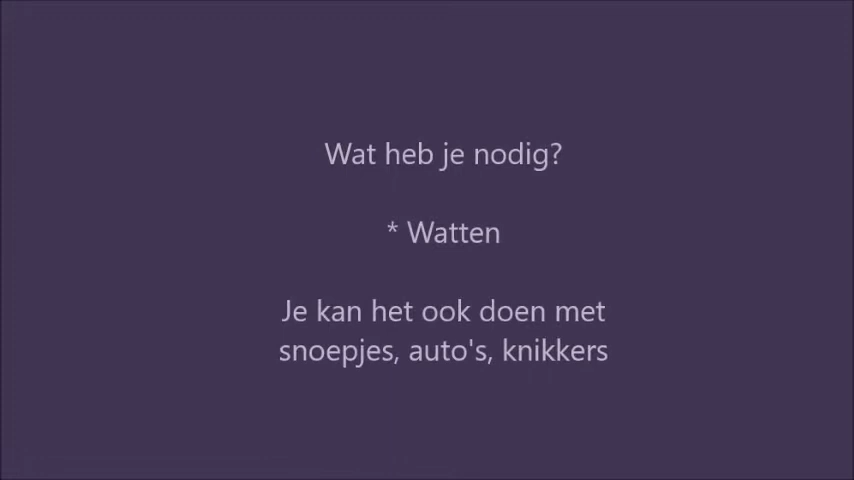 Wat heb je nodig?
* Watten
Je kan het ook doen met
snoepjes, auto's, knikkers